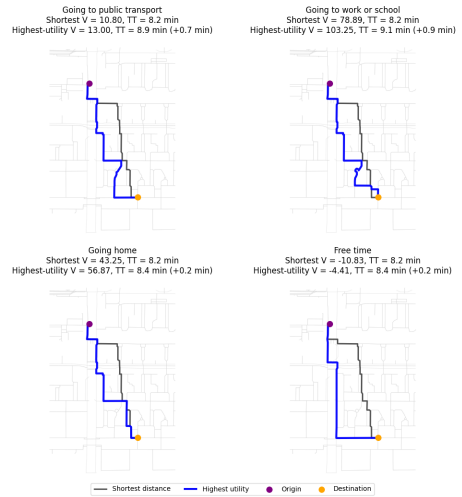 Going to public transport
Shortest V = 10.80, TT = 8.2 min
Highest-utility V = 13.00, TT = 8.9 min (+0.7 min)
Going to work or school
Shortest V = 78.89, TT = 8.2 min
Highest-utility V = 103.25, TT = 9.1 min (+0.9 min)
Going home
Shortest V = 43.25, TT = 8.2 min
Highest-utility V = 56.87, TT = 8.4 min (+0.2 min)
Free time
Shortest V = -10.83, TT = 8.2 min
Highest-utility V = -4.41, TT = 8.4 min (+0.2 min)
Shortest distance
Highest utility
Origin
Destination